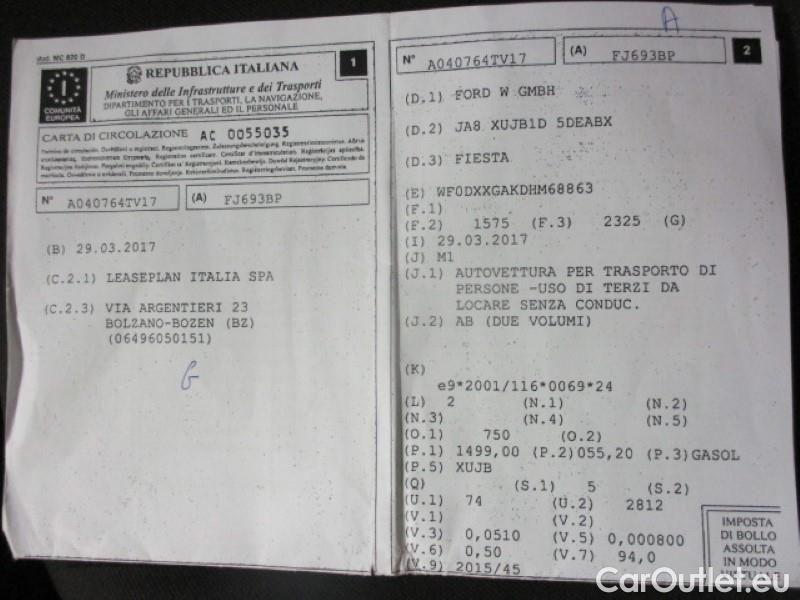 Mod. MC 820 D
1
REPUBBLICA ITALIANA
Ministero delle Infrastrutture e dei Trasporti
DIPARTIMENTO PER I TRASPORTI, LA NAVIGAZIONE,
GLI AFFARI GENERALI ED IL PERSONALE
I
COMUNITÀ
EUROPEA
CARTA DI CIRCOLAZIONE AC 0055035
N° A040764TV17 (A) FJ693BP
(B) 29.03.2017
(C.2.1) LEASEPLAN ITALIA SPA
(C.2.3) VIA ARGENTIERI 23
BOLZANO-BOZEN (BZ)
(06496050151)
G
A
N° A040764TV17 (A) FJ693BP 2
(D.1) FORD W GMBH
(D.2) JA8 XUJB1D 5DEABX
(D.3) FIESTA
(E) WF0DXXGAKDHM68863
(F.1)
(F.2) 1575 (F.3) 2325 (G)
(I) 29.03.2017
(J) M1
(J.1) AUTOVETTURA PER TRASPORTO DI
PERSONE -USO DI TERZI DA
LOCARE SENZA CONDUC.
(J.2) AB (DUE VOLUMI)
(K)
e9*2001/116*0069*24
(L) 2 (N.1) (N.2)
(N.3) (N.4) (N.5)
(O.1) 750 (O.2)
(P.1) 1499,00 (P.2)055,20 (P.3)GASOL
(P.5) XUJB
(Q) (S.1) 5 (S.2)
(U.1) 74 (U.2) 2812
(V.1) (V.2)
(V.3) 0,0510 (V.5) 0,000800
(V.6) 0,50 (V.7) 94,0
(V.9) 2015/45
IMPOSTA
DI BOLLO
ASSOLTA
IN MODO
CarOutlet.eu